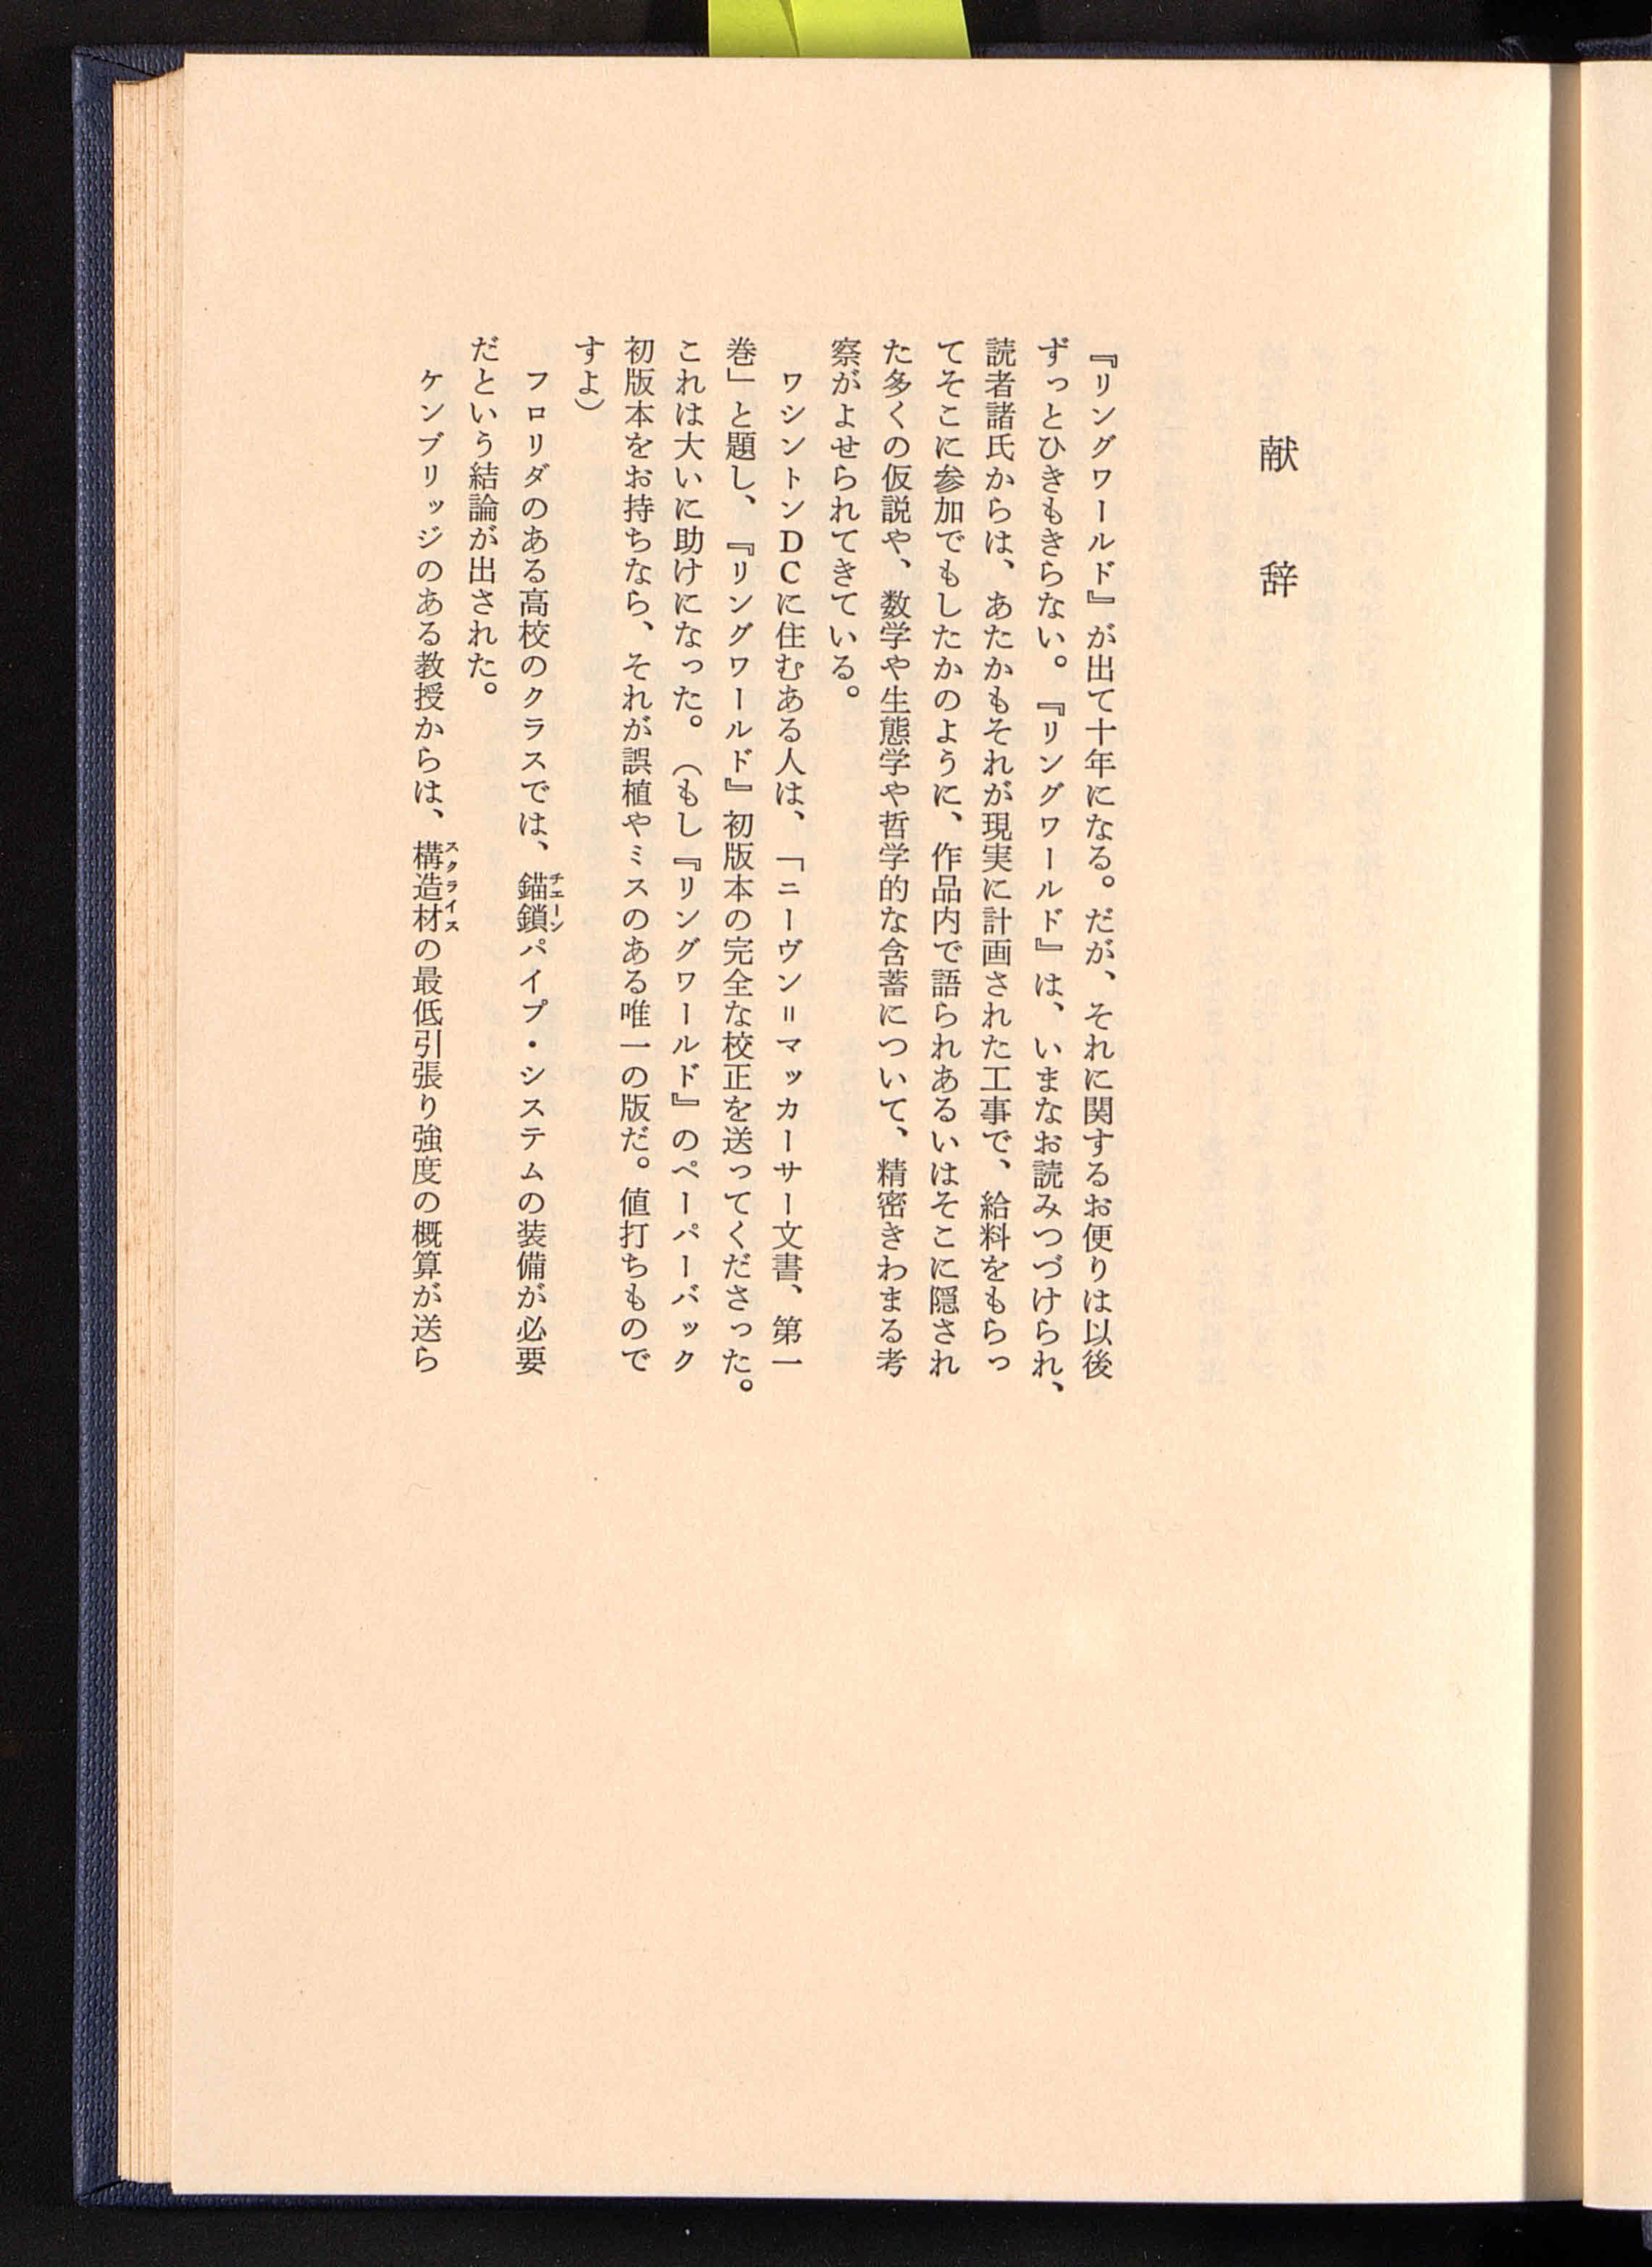 献辞
『リングワールド』が出て十年になる。だが、それに関するお便りは以後
ずっとひきもきらない。『リングワールド』は、いまなお読みつづけられ、
読者諸氏からは、あたかもそれが現実に計画された工事で、給料をもらっ
てそこに参加でもしたかのように、作品内で語られあるいはそこに隠され
た多くの仮説や、数学や生態学や哲学的な含蓄について、精密きわまる考
察がよせられてきている。
ワシントンDCに住むある人は、「ニーヴン＝マッカーサー文書、第一
巻」と題し、『リングワールド』初版本の完全な校正を送ってくださった。
これは大いに助けになった。（もし『リングワールド』のペーパーバック
初版本をお持ちなら、それが誤植やミスのある唯一の版だ。値打ちもので
すよ）
フロリダのある高校のクラスでは、錨鎖チェーンパイプ・システムの装備が必要
だという結論が出された。
ケンブリッジのある教授からは、構造材スクライスの最低引張り強度の概算が送ら